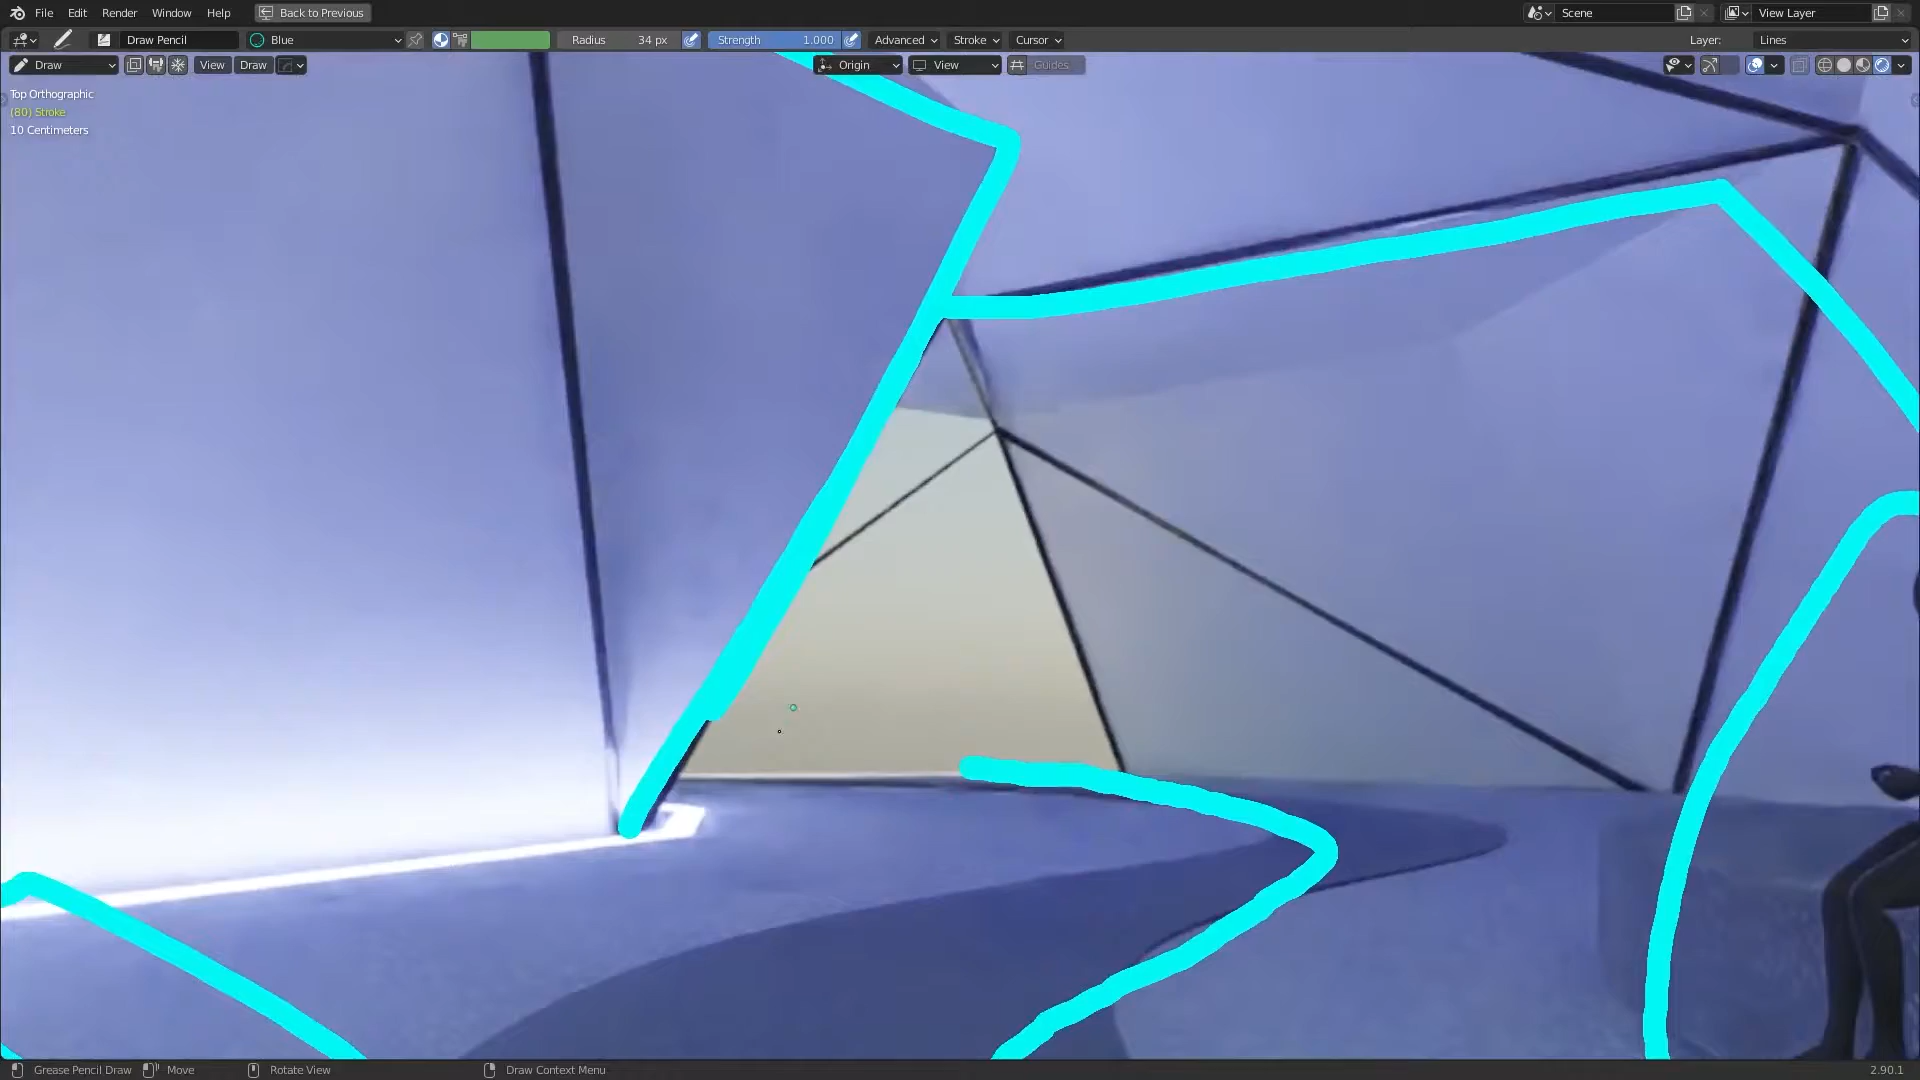 File Edit Render Window Help Back to Previous Scene View Layer
Draw Pencil Blue Radius 34 px Strength 1.000 Advanced Stroke Cursor Layer: Lines
Draw View Draw Origin View Guides
Top Orthographic
(80) Stroke
10 Centimeters
Grease Pencil Draw Move Rotate View Draw Context Menu 2.90.1